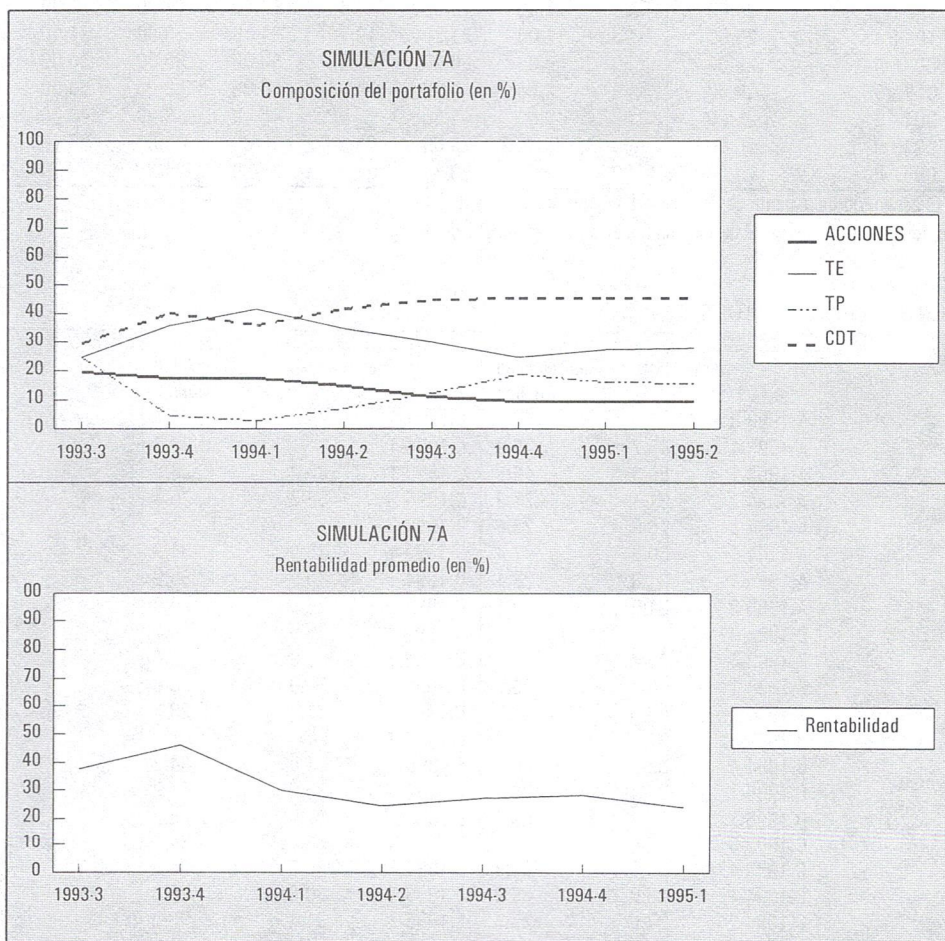 SIMULACIÓN 7A
Composición del portafolio (en %)
100
90
80
70
60
50
40
30
20
10
0
1993-3 1993-4 1994-1 1994-2 1994-3 1994-4 1995-1 1995-2
ACCIONES
TE
TP
CDT
SIMULACIÓN 7A
Rentabilidad promedio (en %)
00
90
80
70
60
50
40
30
20
10
0
1993-3 1993-4 1994-1 1994-2 1994-3 1994-4 1995-1
Rentabilidad